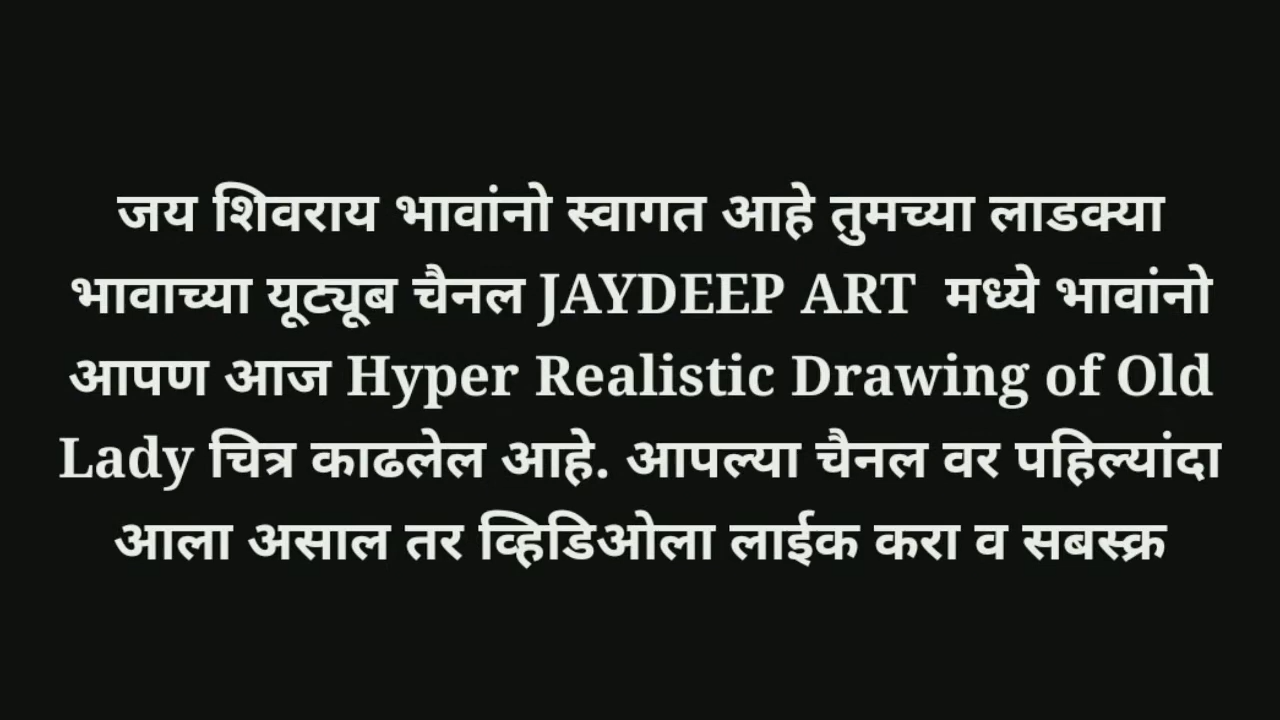 जय शिवराय भावांनो स्वागत आहे तुमच्या लाडक्या
भावाच्या यूट्यूब चैनल JAYDEEP ART मध्ये भावांनो
आपण आज Hyper Realistic Drawing of Old
Lady चित्र काढलेल आहे. आपल्या चैनल वर पहिल्यांदा
आला असाल तर व्हिडिओला लाईक करा व सबस्क्र